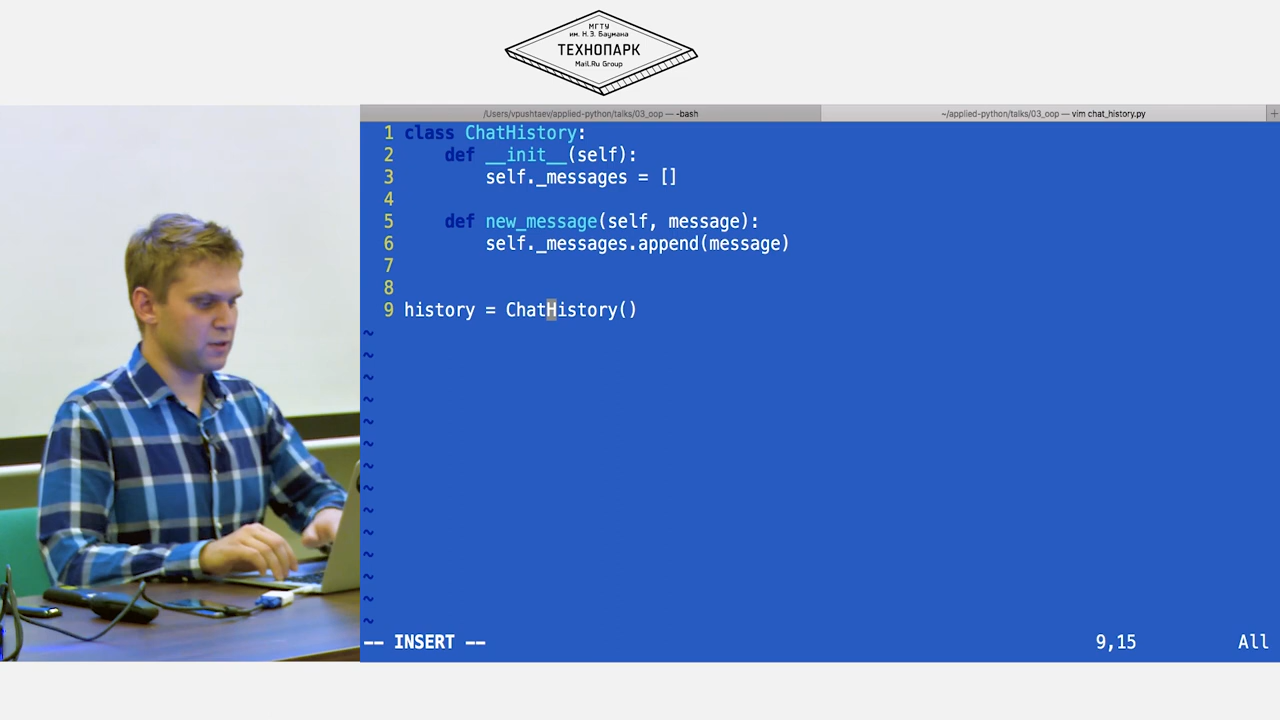 МГТУ
им. Н.Э. Баумана
ТЕХНОПАРК
Mail.Ru Group
/Users/vpushtaev/applied-python/talks/03_oop — -bash
~/applied-python/talks/03_oop — vim chat_history.py
+
1 class ChatHistory:
2     def __init__(self):
3         self._messages = []
4
5     def new_message(self, message):
6         self._messages.append(message)
7
8
9 history = ChatHistory()
~
~
~
~
~
~
~
~
~
~
~
~
~
~
-- INSERT -- 9,15 All